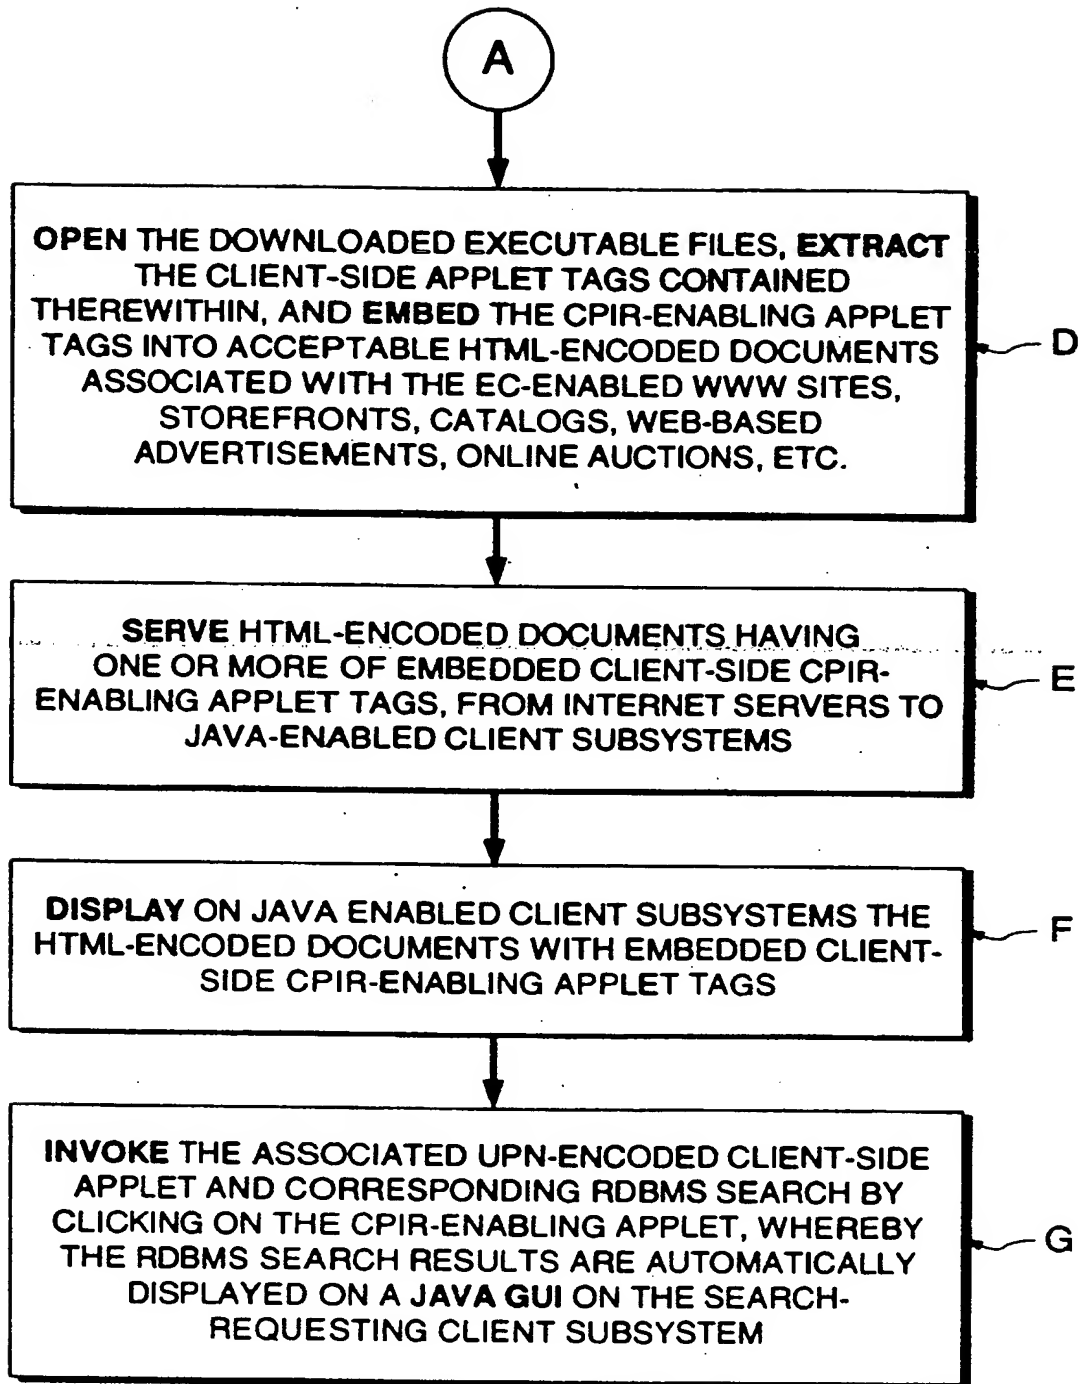 A
OPEN THE DOWNLOADED EXECUTABLE FILES, EXTRACT
THE CLIENT-SIDE APPLET TAGS CONTAINED
THEREWITHIN, AND EMBED THE CPIR-ENABLING APPLET
TAGS INTO ACCEPTABLE HTML-ENCODED DOCUMENTS
ASSOCIATED WITH THE EC-ENABLED WWW SITES,
STOREFRONTS, CATALOGS, WEB-BASED
ADVERTISEMENTS, ONLINE AUCTIONS, ETC.
D
SERVE HTML-ENCODED DOCUMENTS HAVING
ONE OR MORE OF EMBEDDED CLIENT-SIDE CPIR-
ENABLING APPLET TAGS, FROM INTERNET SERVERS TO
JAVA-ENABLED CLIENT SUBSYSTEMS
E
DISPLAY ON JAVA ENABLED CLIENT SUBSYSTEMS THE
HTML-ENCODED DOCUMENTS WITH EMBEDDED CLIENT-
SIDE CPIR-ENABLING APPLET TAGS
F
INVOKE THE ASSOCIATED UPN-ENCODED CLIENT-SIDE
APPLET AND CORRESPONDING RDBMS SEARCH BY
CLICKING ON THE CPIR-ENABLING APPLET, WHEREBY
THE RDBMS SEARCH RESULTS ARE AUTOMATICALLY
DISPLAYED ON A JAVA GUI ON THE SEARCH-
REQUESTING CLIENT SUBSYSTEM
G